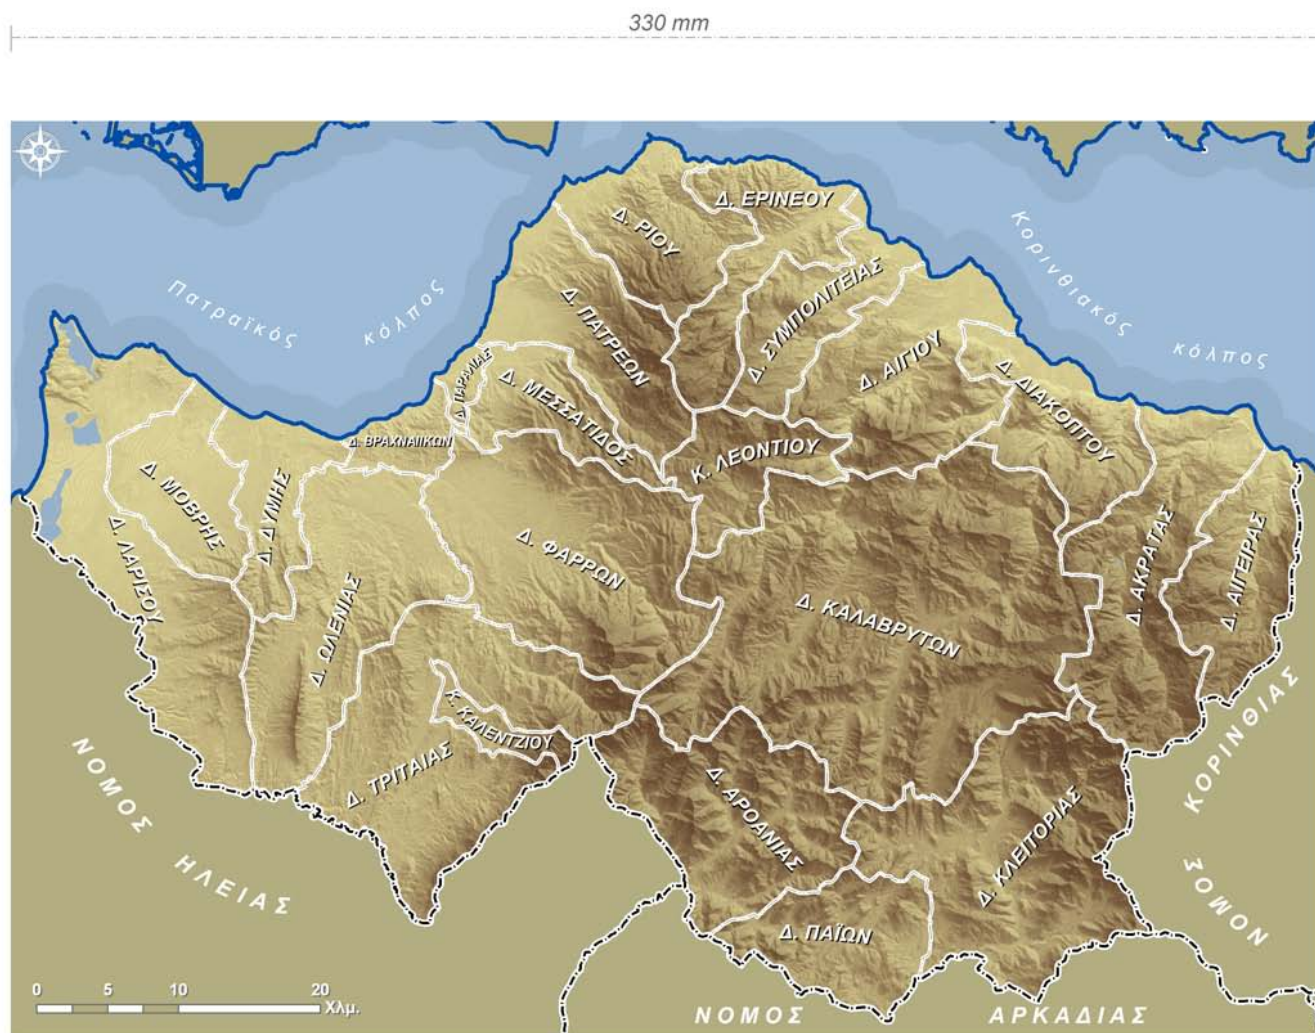 330 mm
Πατραϊκός κόλπος
Κορινθιακός κόλπος
Δ. ΕΡΙΝΕΟΥ
Δ. ΡΙΟΥ
Δ. ΣΥΜΠΟΛΙΤΕΙΑΣ
Δ. ΠΑΤΡΕΩΝ
Δ. ΑΙΓΙΟΥ
Δ. ΔΙΑΚΟΠΤΟΥ
Δ. ΠΑΡΑΛΙΑΣ
Δ. ΜΕΣΣΑΤΙΔΟΣ
Δ. ΒΡΑΧΝΑΙΙΚΩΝ
Κ. ΛΕΟΝΤΙΟΥ
Δ. ΜΟΒΡΗΣ
Δ. ΔΥΜΗΣ
Δ. ΛΑΡΙΣΟΥ
Δ. ΦΑΡΡΩΝ
Δ. ΑΚΡΑΤΑΣ
Δ. ΑΙΓΕΙΡΑΣ
Δ. ΩΛΕΝΙΑΣ
Δ. ΚΑΛΑΒΡΥΤΩΝ
Κ. ΚΑΛΕΝΤΖΙΟΥ
Δ. ΤΡΙΤΑΙΑΣ
Δ. ΑΡΟΑΝΙΑΣ
Δ. ΚΛΕΙΤΟΡΙΑΣ
Δ. ΠΑΪΩΝ
ΝΟΜΟΣ ΗΛΕΙΑΣ
ΝΟΜΟΣ ΚΟΡΙΝΘΙΑΣ
ΝΟΜΟΣ ΑΡΚΑΔΙΑΣ
0 5 10 20
Χλμ.